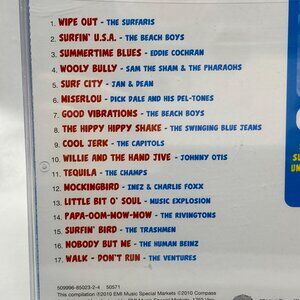 1. WIPE OUT - THE SURFARIS
2. SURFIN' U.S.A. - THE BEACH BOYS
3. SUMMERTIME BLUES - EDDIE COCHRAN
4. WOOLY BULLY - SAM THE SHAM & THE PHARAOHS
5. SURF CITY - JAN & DEAN
6. MISERLOU - DICK DALE AND HIS DEL-TONES
7. GOOD VIBRATIONS - THE BEACH BOYS
8. THE HIPPY HIPPY SHAKE - THE SWINGING BLUE JEANS
9. COOL JERK - THE CAPITOLS
10. WILLIE AND THE HAND JIVE - JOHNNY OTIS
11. TEQUILA - THE CHAMPS
12. MOCKINGBIRD - INEZ & CHARLIE FOXX
13. LITTLE BIT O' SOUL - MUSIC EXPLOSION
14. PAPA-OOM-MOW-MOW - THE RIVINGTONS
15. SURFIN' BIRD - THE TRASHMEN
16. NOBODY BUT ME - THE HUMAN BEINZ
17. WALK - DON'T RUN - THE VENTURES
509996-85023-2-4 50571
This compilation ℗2010 EMI Music Special Markets ©2010 Compass